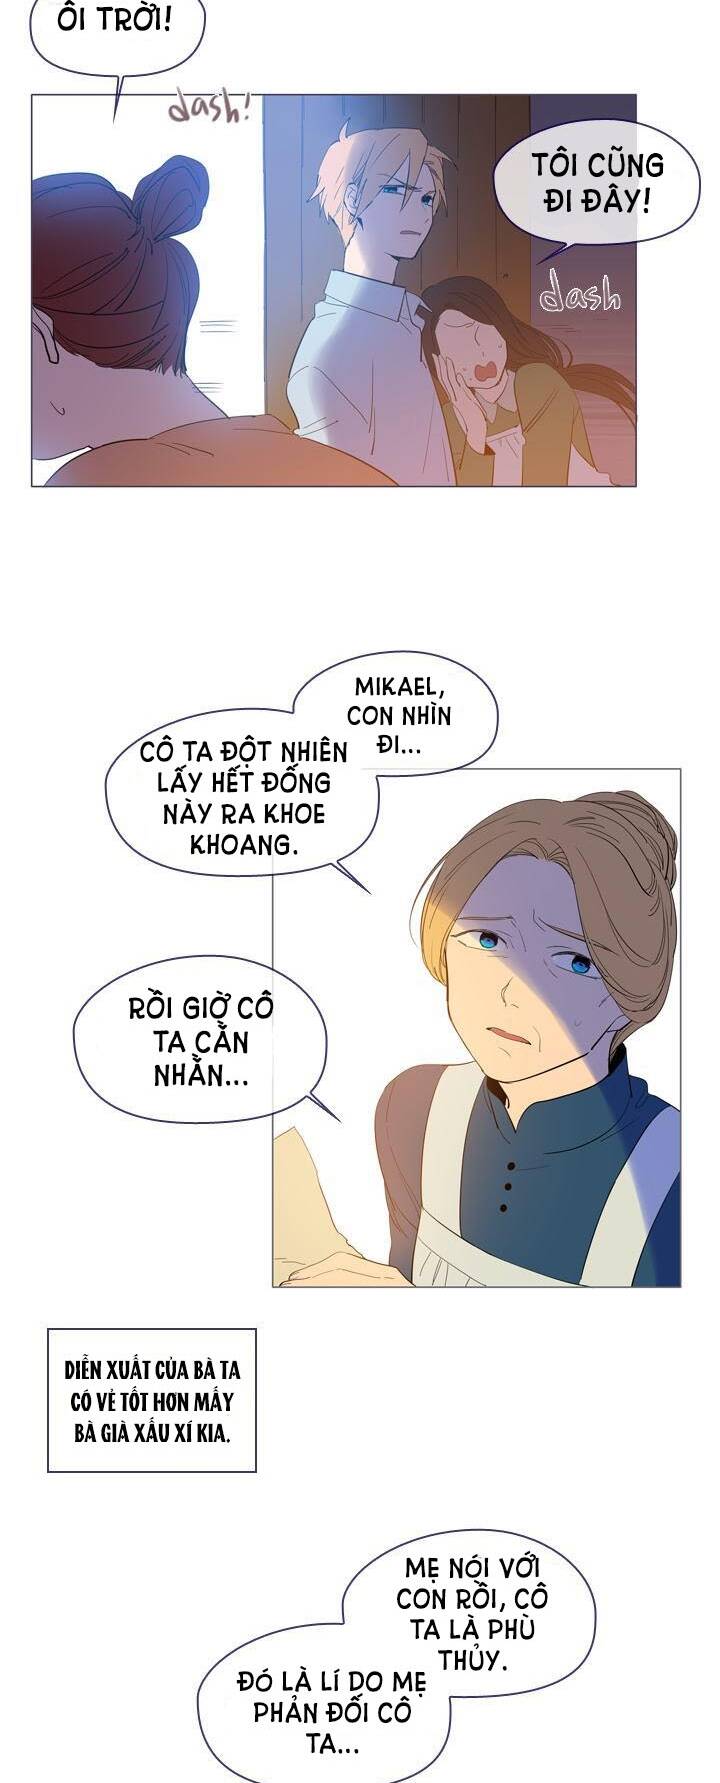 ÔI TRỜI!
dash!
TÔI CŨNG
ĐI ĐÂY!
dash
MIKAEL,
CON NHÌN
ĐI...
CÔ TA ĐỘT NHIÊN
LẤY HẾT ĐỐNG
NÀY RA KHOE
KHOANG.
RỒI GIỜ CÔ
TA CẰN
NHẰN...
DIỄN XUẤT CỦA BÀ TA
CÓ VẺ TỐT HƠN MẤY
BÀ GIÀ XẤU XÍ KIA.
MẸ NÓI VỚI
CON RỒI, CÔ
TA LÀ PHÙ
THỦY.
ĐÓ LÀ LÍ DO MẸ
PHẢN ĐỐI CÔ
TA...